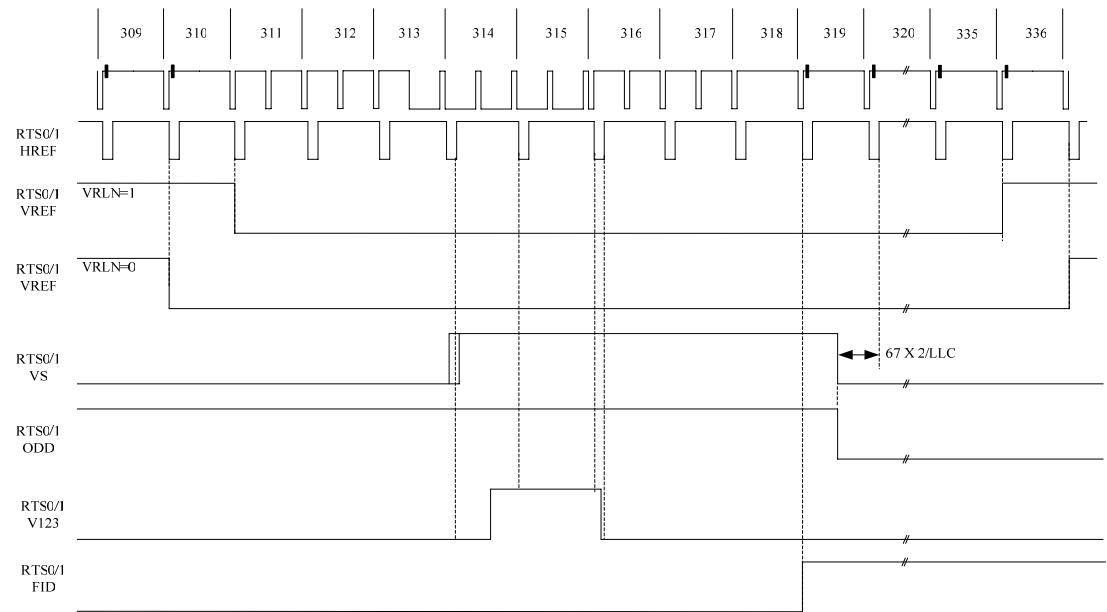 309 310 311 312 313 314 315 316 317 318 319 320 335 336
RTS0/1
HREF
RTS0/1
VREF
VRLN=1
RTS0/1
VREF
VRLN=0
RTS0/1
VS
67 X 2/LLC
RTS0/1
ODD
RTS0/1
V123
RTS0/1
FID